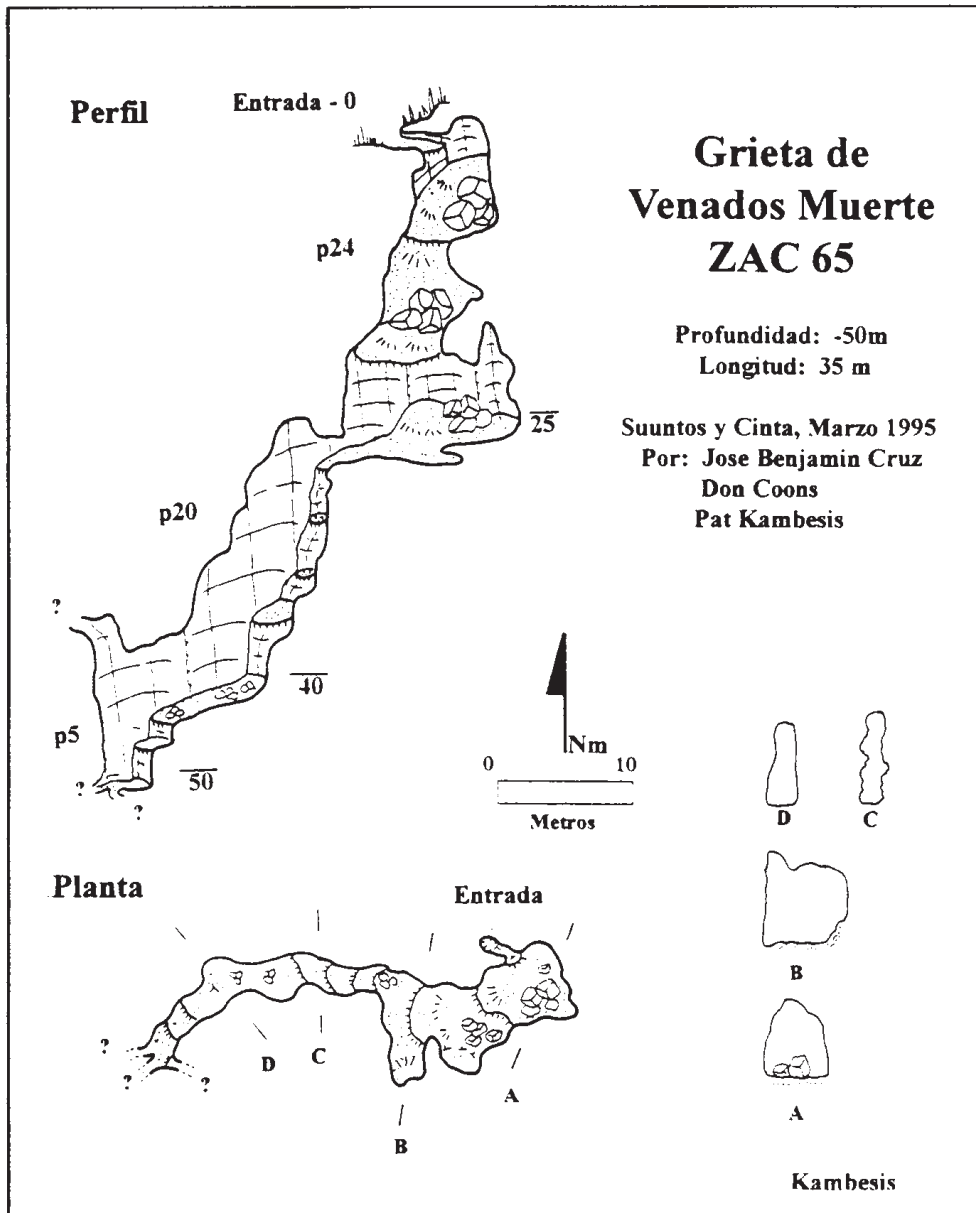 Perfil
Entrada - 0
Grieta de
Venados Muerte
ZAC 65
p24
Profundidad: -50m
Longitud: 35 m
25
Suuntos y Cinta, Marzo 1995
Por: Jose Benjamin Cruz
Don Coons
Pat Kambesis
p20
?
40
p5
50
?
?
Nm
0 10
Metros
D C
B
A
Planta
Entrada
?
?
?
D
C
A
B
Kambesis